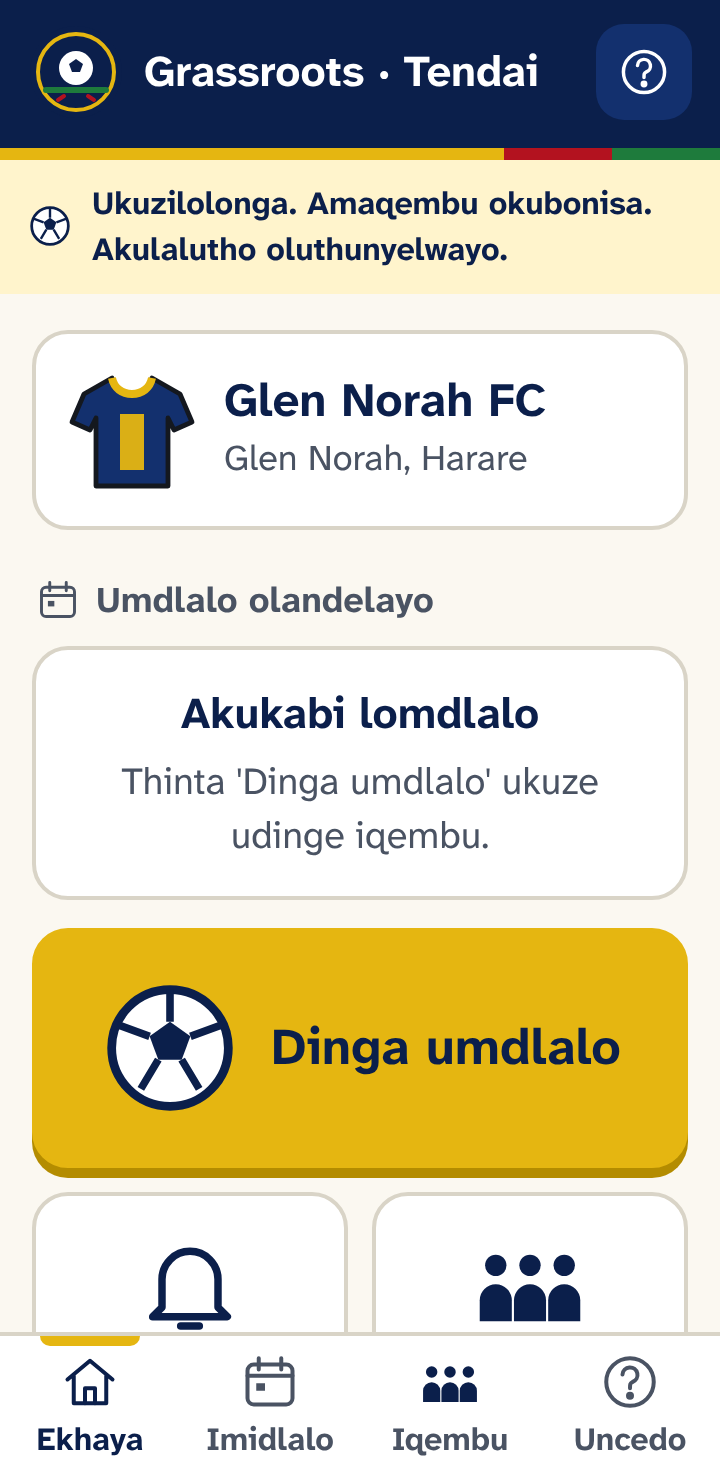 Grassroots · Tendai
Ukuzilolonga. Amaqembu okubonisa.
Akulalutho oluthunyelwayo.
Glen Norah FC
Glen Norah, Harare
Umdlalo olandelayo
Akukabi lomdlalo
Thinta 'Dinga umdlalo' ukuze
udinge iqembu.
Dinga umdlalo
Ekhaya
Imidlalo
Iqembu
Uncedo